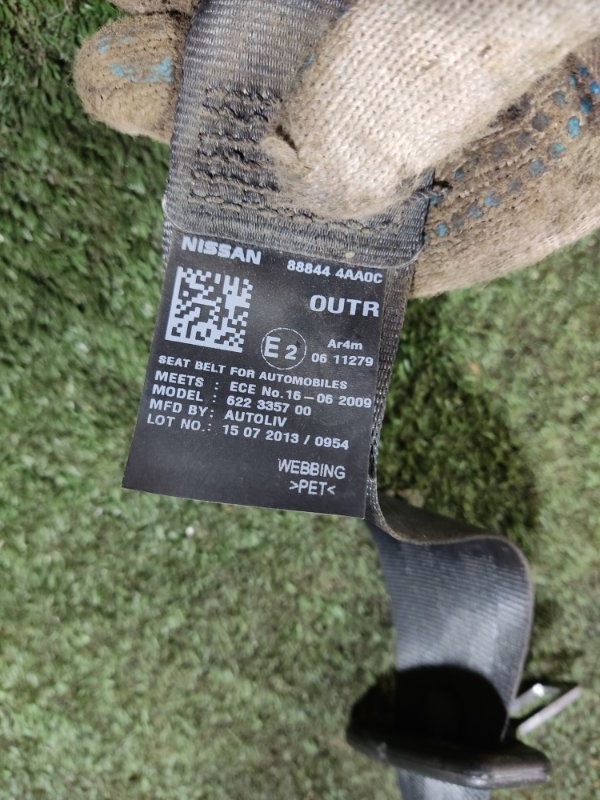 NISSAN
88844 4AA0C
OUTR
E2
Ar4m
06 11279
SEAT BELT FOR AUTOMOBILES
MEETS : ECE No.16-06 2009
MODEL : 622 3357 00
MFD BY: AUTOLIV
LOT NO.: 15 07 2013 / 0954
WEBBING
>PET<